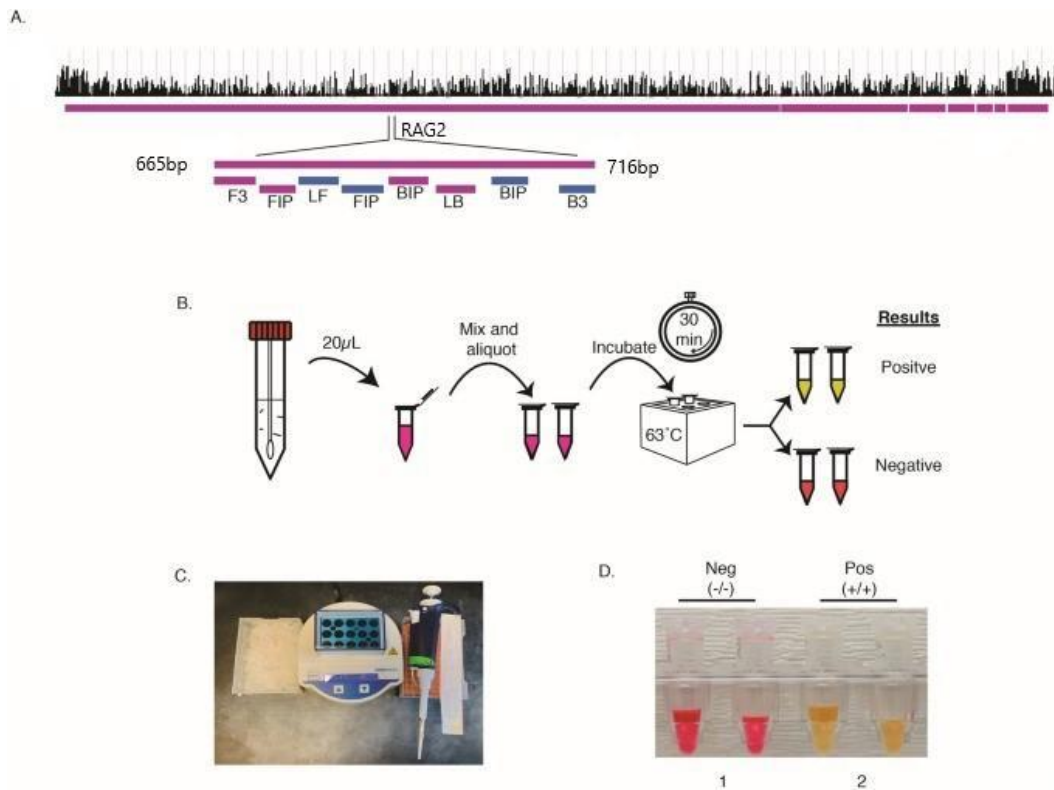 A.
RAG2
665bp
716bp
F3
FIP
LF
FIP
BIP
LB
BIP
B3
B.
20µL
Mix and
aliquot
Incubate
30
min
63˚C
Results
Positve
Negative
C.
D.
Neg
(-/-)
Pos
(+/+)
1
2